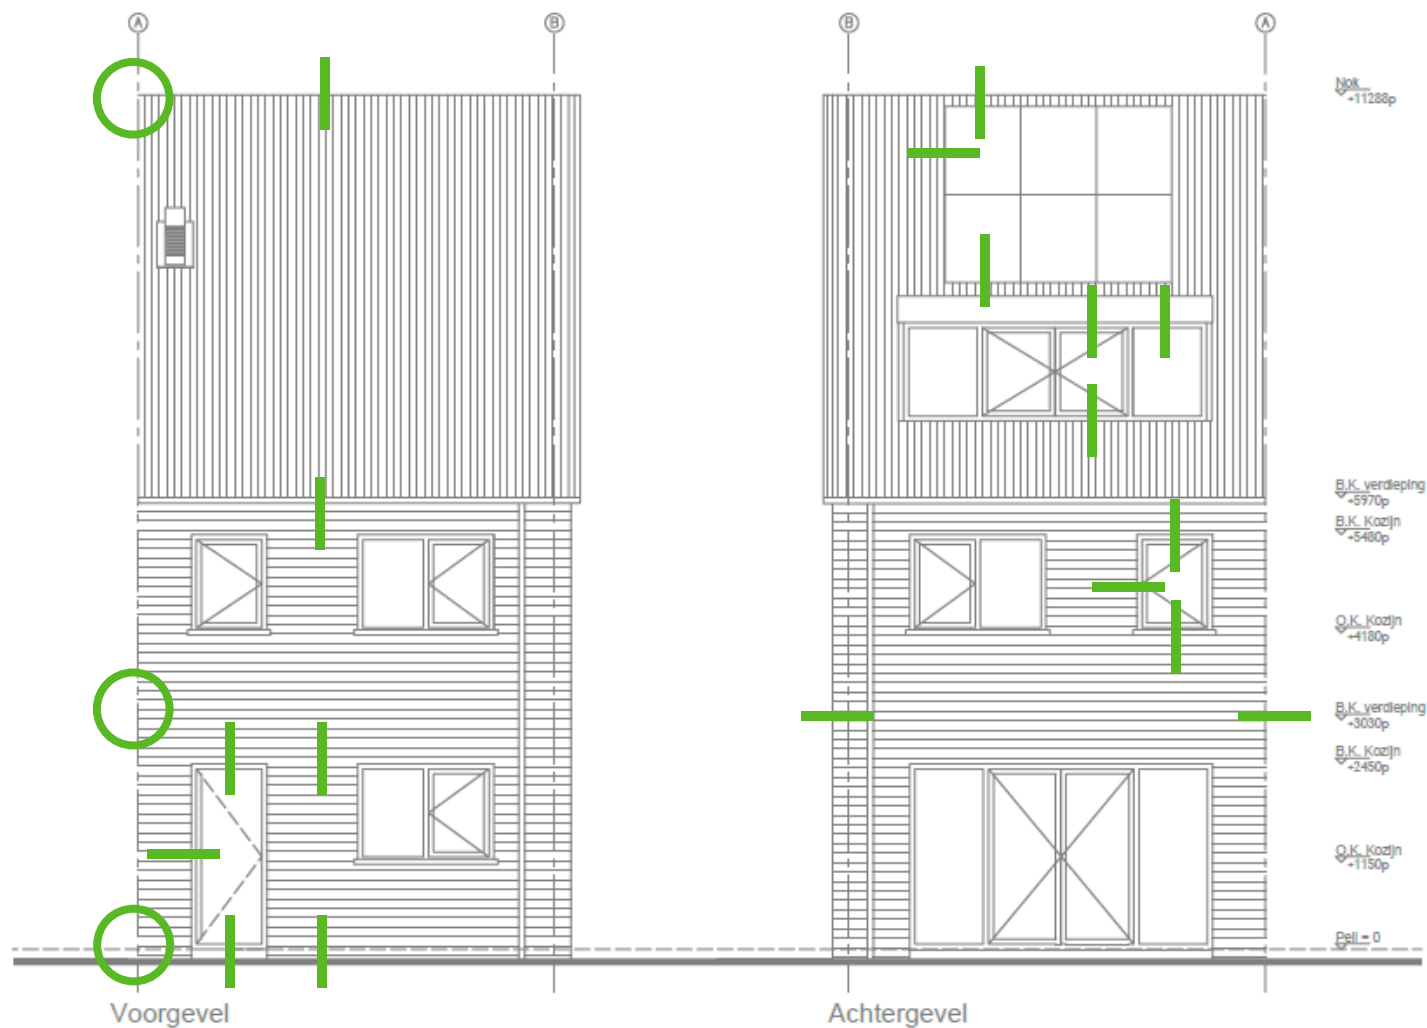 A
B
B
A
Nok
+11288p
B.K. verdieping
+5970p
B.K. Kozijn
+5480p
O.K. Kozijn
+4180p
B.K. verdieping
+3030p
B.K. Kozijn
+2450p
O.K. Kozijn
+1150p
Peil = 0
Voorgevel
Achtergevel